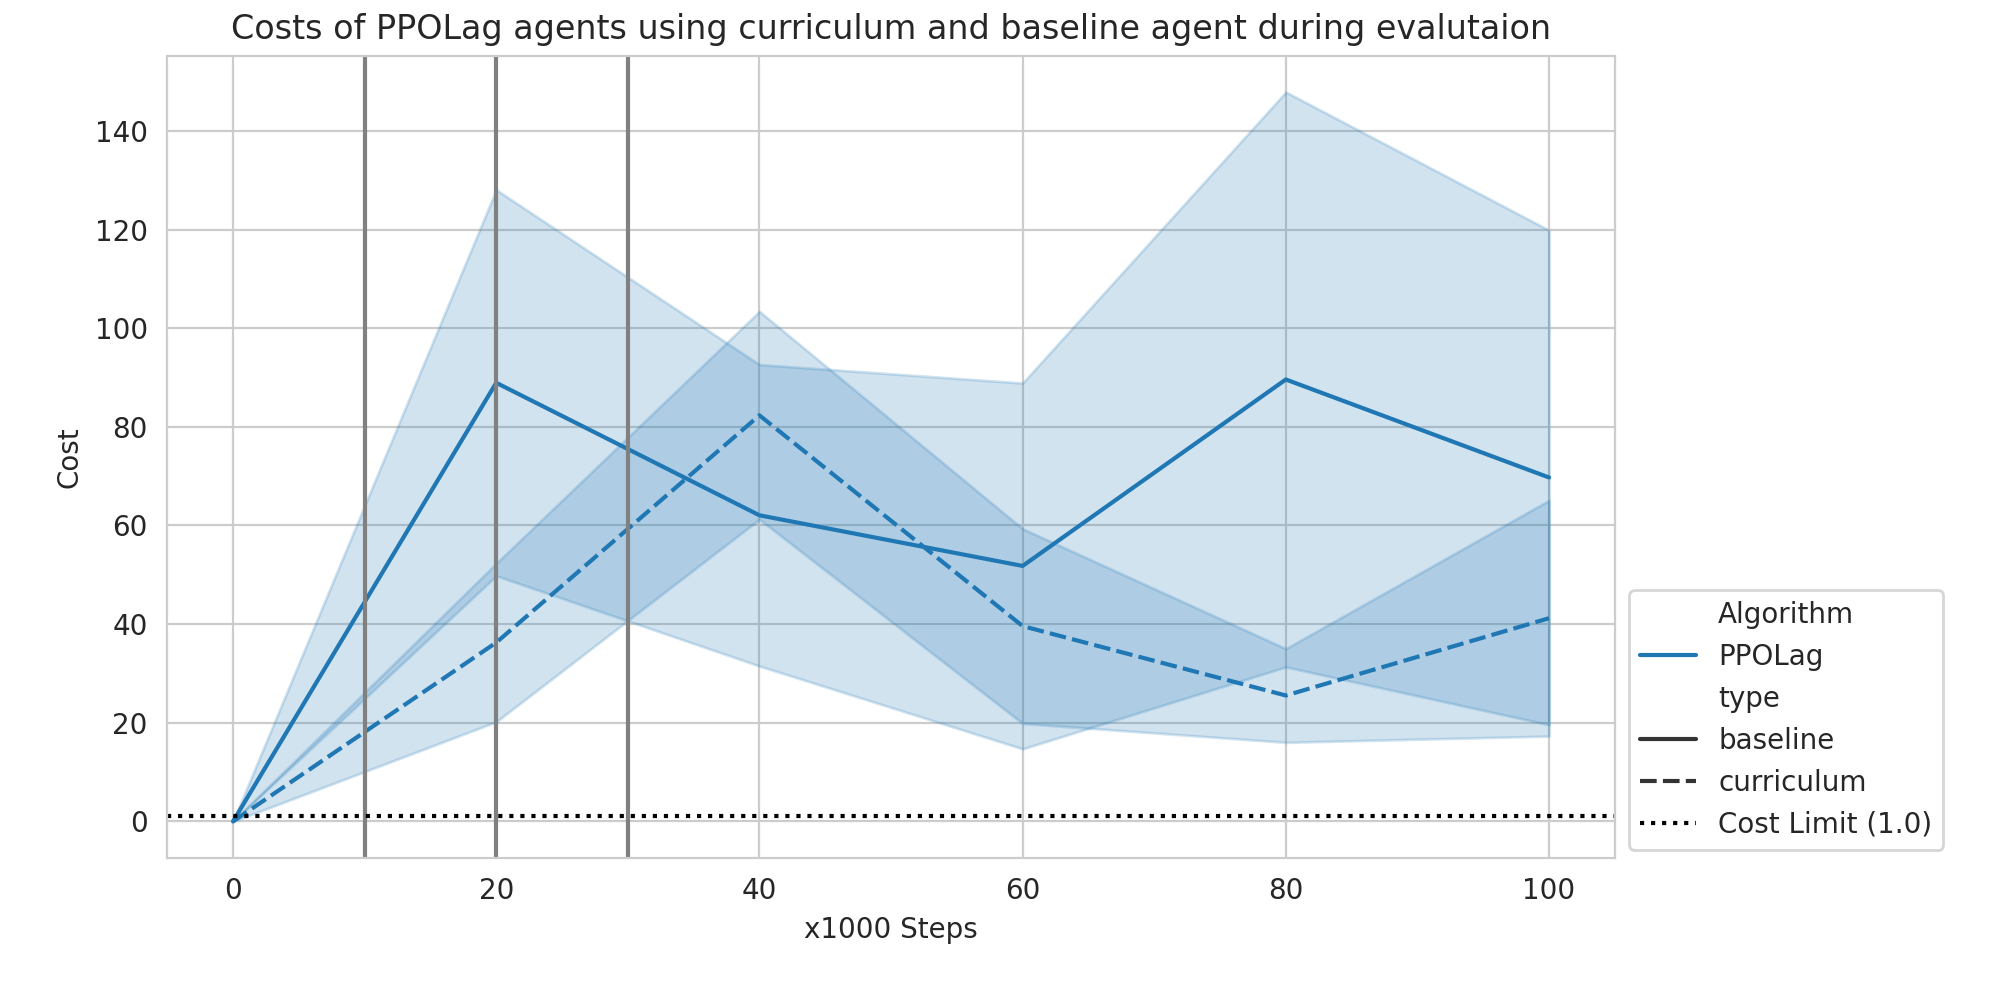 Costs of PPOLag agents using curriculum and baseline agent during evalutaion
140
120
100
80
60
40
20
0
Cost
0 20 40 60 80 100
x1000 Steps
Algorithm
PPOLag
type
baseline
curriculum
Cost Limit (1.0)